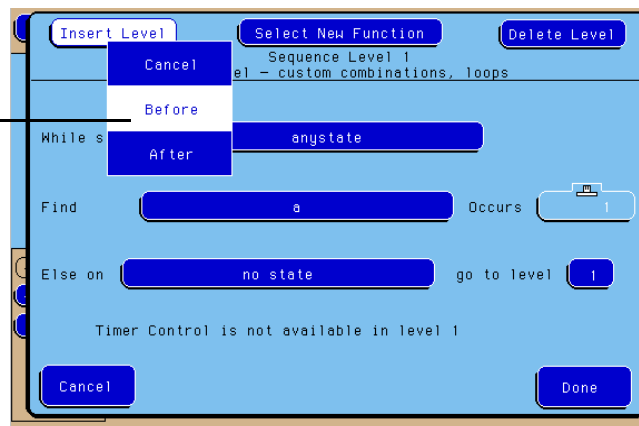 Insert Level Select New Function Delete Level
Cancel Sequence Level 1
el – custom combinations, loops
Before
While s anystate
After
Find a Occurs 1
Else on no state go to level 1
Timer Control is not available in level 1
Cancel Done